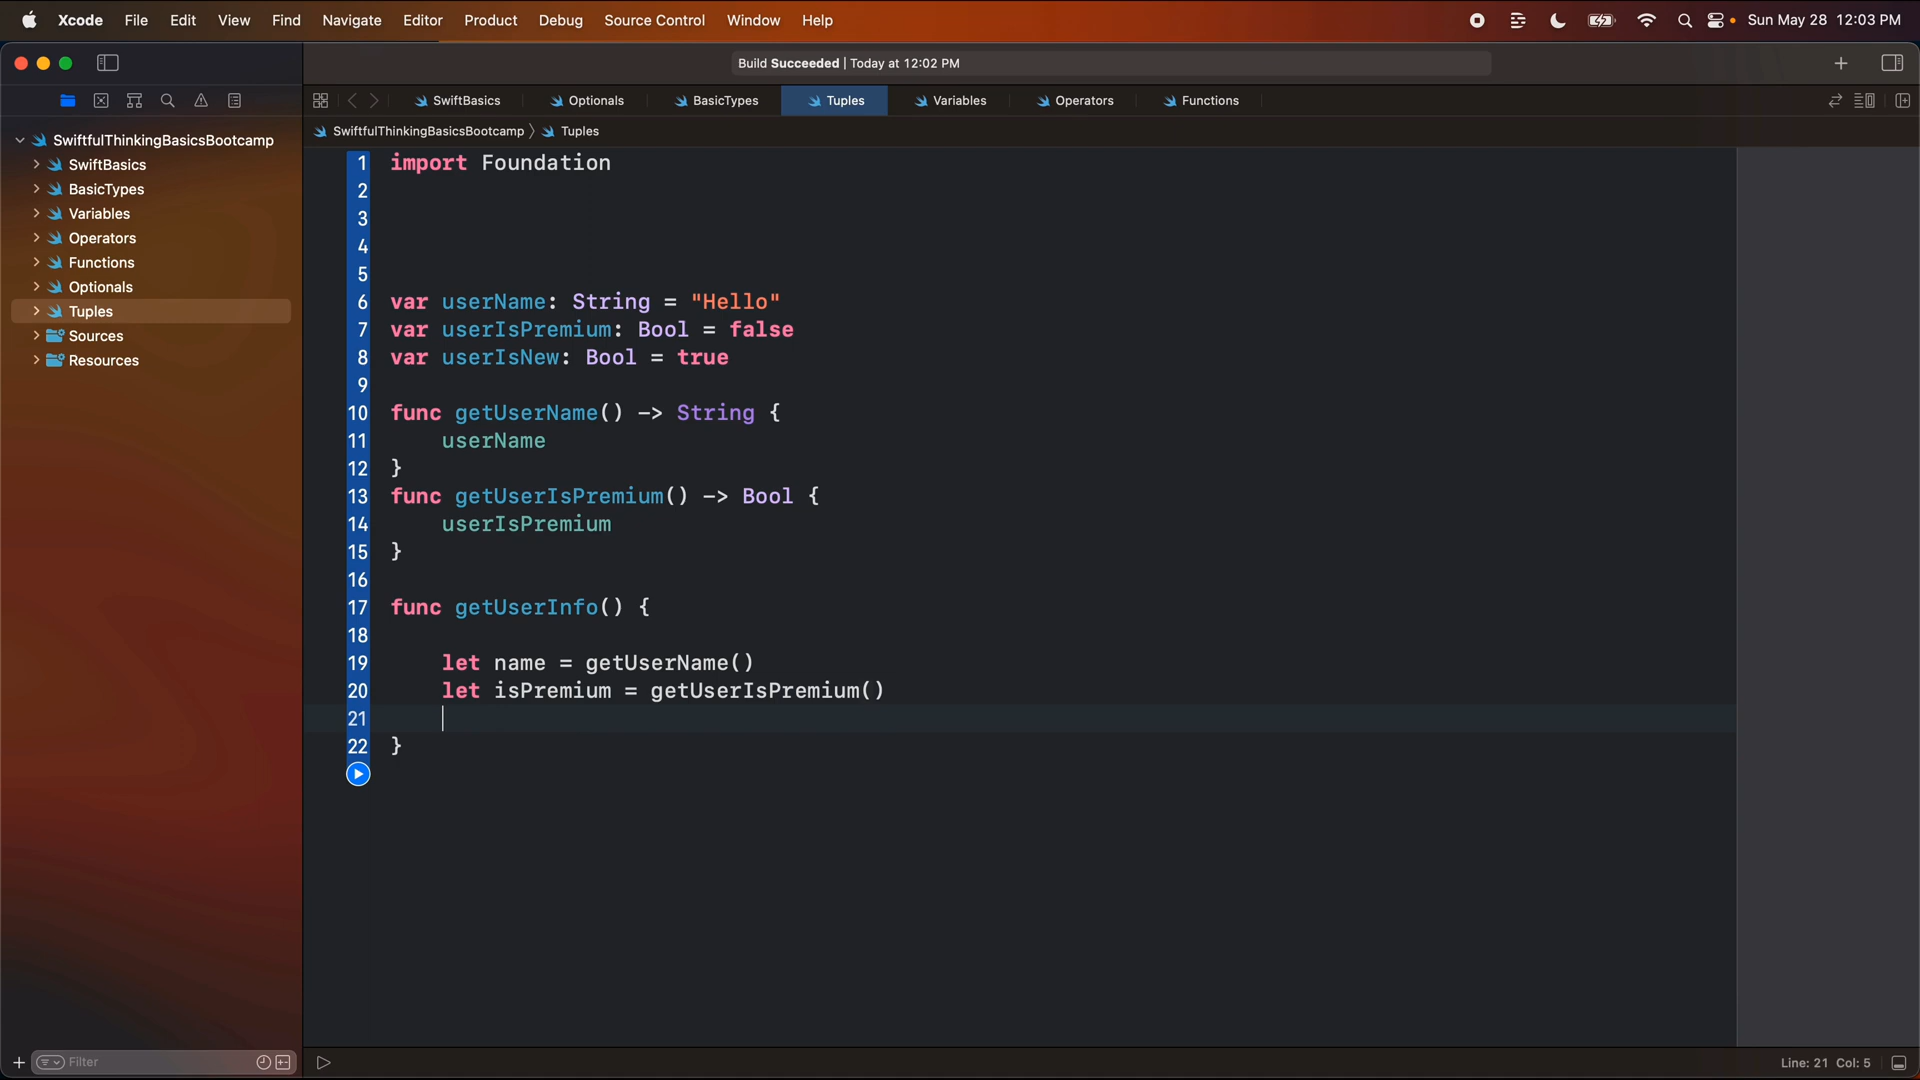 Xcode File Edit View Find Navigate Editor Product Debug Source Control Window Help Sun May 28 12:03 PM
Build Succeeded | Today at 12:02 PM
SwiftBasics Optionals BasicTypes Tuples Variables Operators Functions
SwiftfulThinkingBasicsBootcamp 〉 Tuples
SwiftfulThinkingBasicsBootcamp
SwiftBasics
BasicTypes
Variables
Operators
Functions
Optionals
Tuples
Sources
Resources
1 import Foundation
2
3
4
5
6 var userName: String = "Hello"
7 var userIsPremium: Bool = false
8 var userIsNew: Bool = true
9
10 func getUserName() -> String {
11 userName
12 }
13 func getUserIsPremium() -> Bool {
14 userIsPremium
15 }
16
17 func getUserInfo() {
18
19 let name = getUserName()
20 let isPremium = getUserIsPremium()
21
22 }
Filter
Line: 21 Col: 5